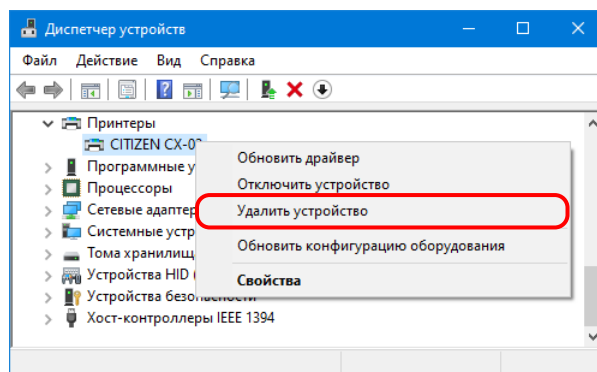 Диспетчер устройств
Файл Действие Вид Справка
Принтеры
CITIZEN CX-02
Программные у
Процессоры
Сетевые адаптер
Системные устр
Тома хранилищ
Устройства HID (
Устройства безопасности
Хост-контроллеры IEEE 1394
Обновить драйвер
Отключить устройство
Удалить устройство
Обновить конфигурацию оборудования
Свойства